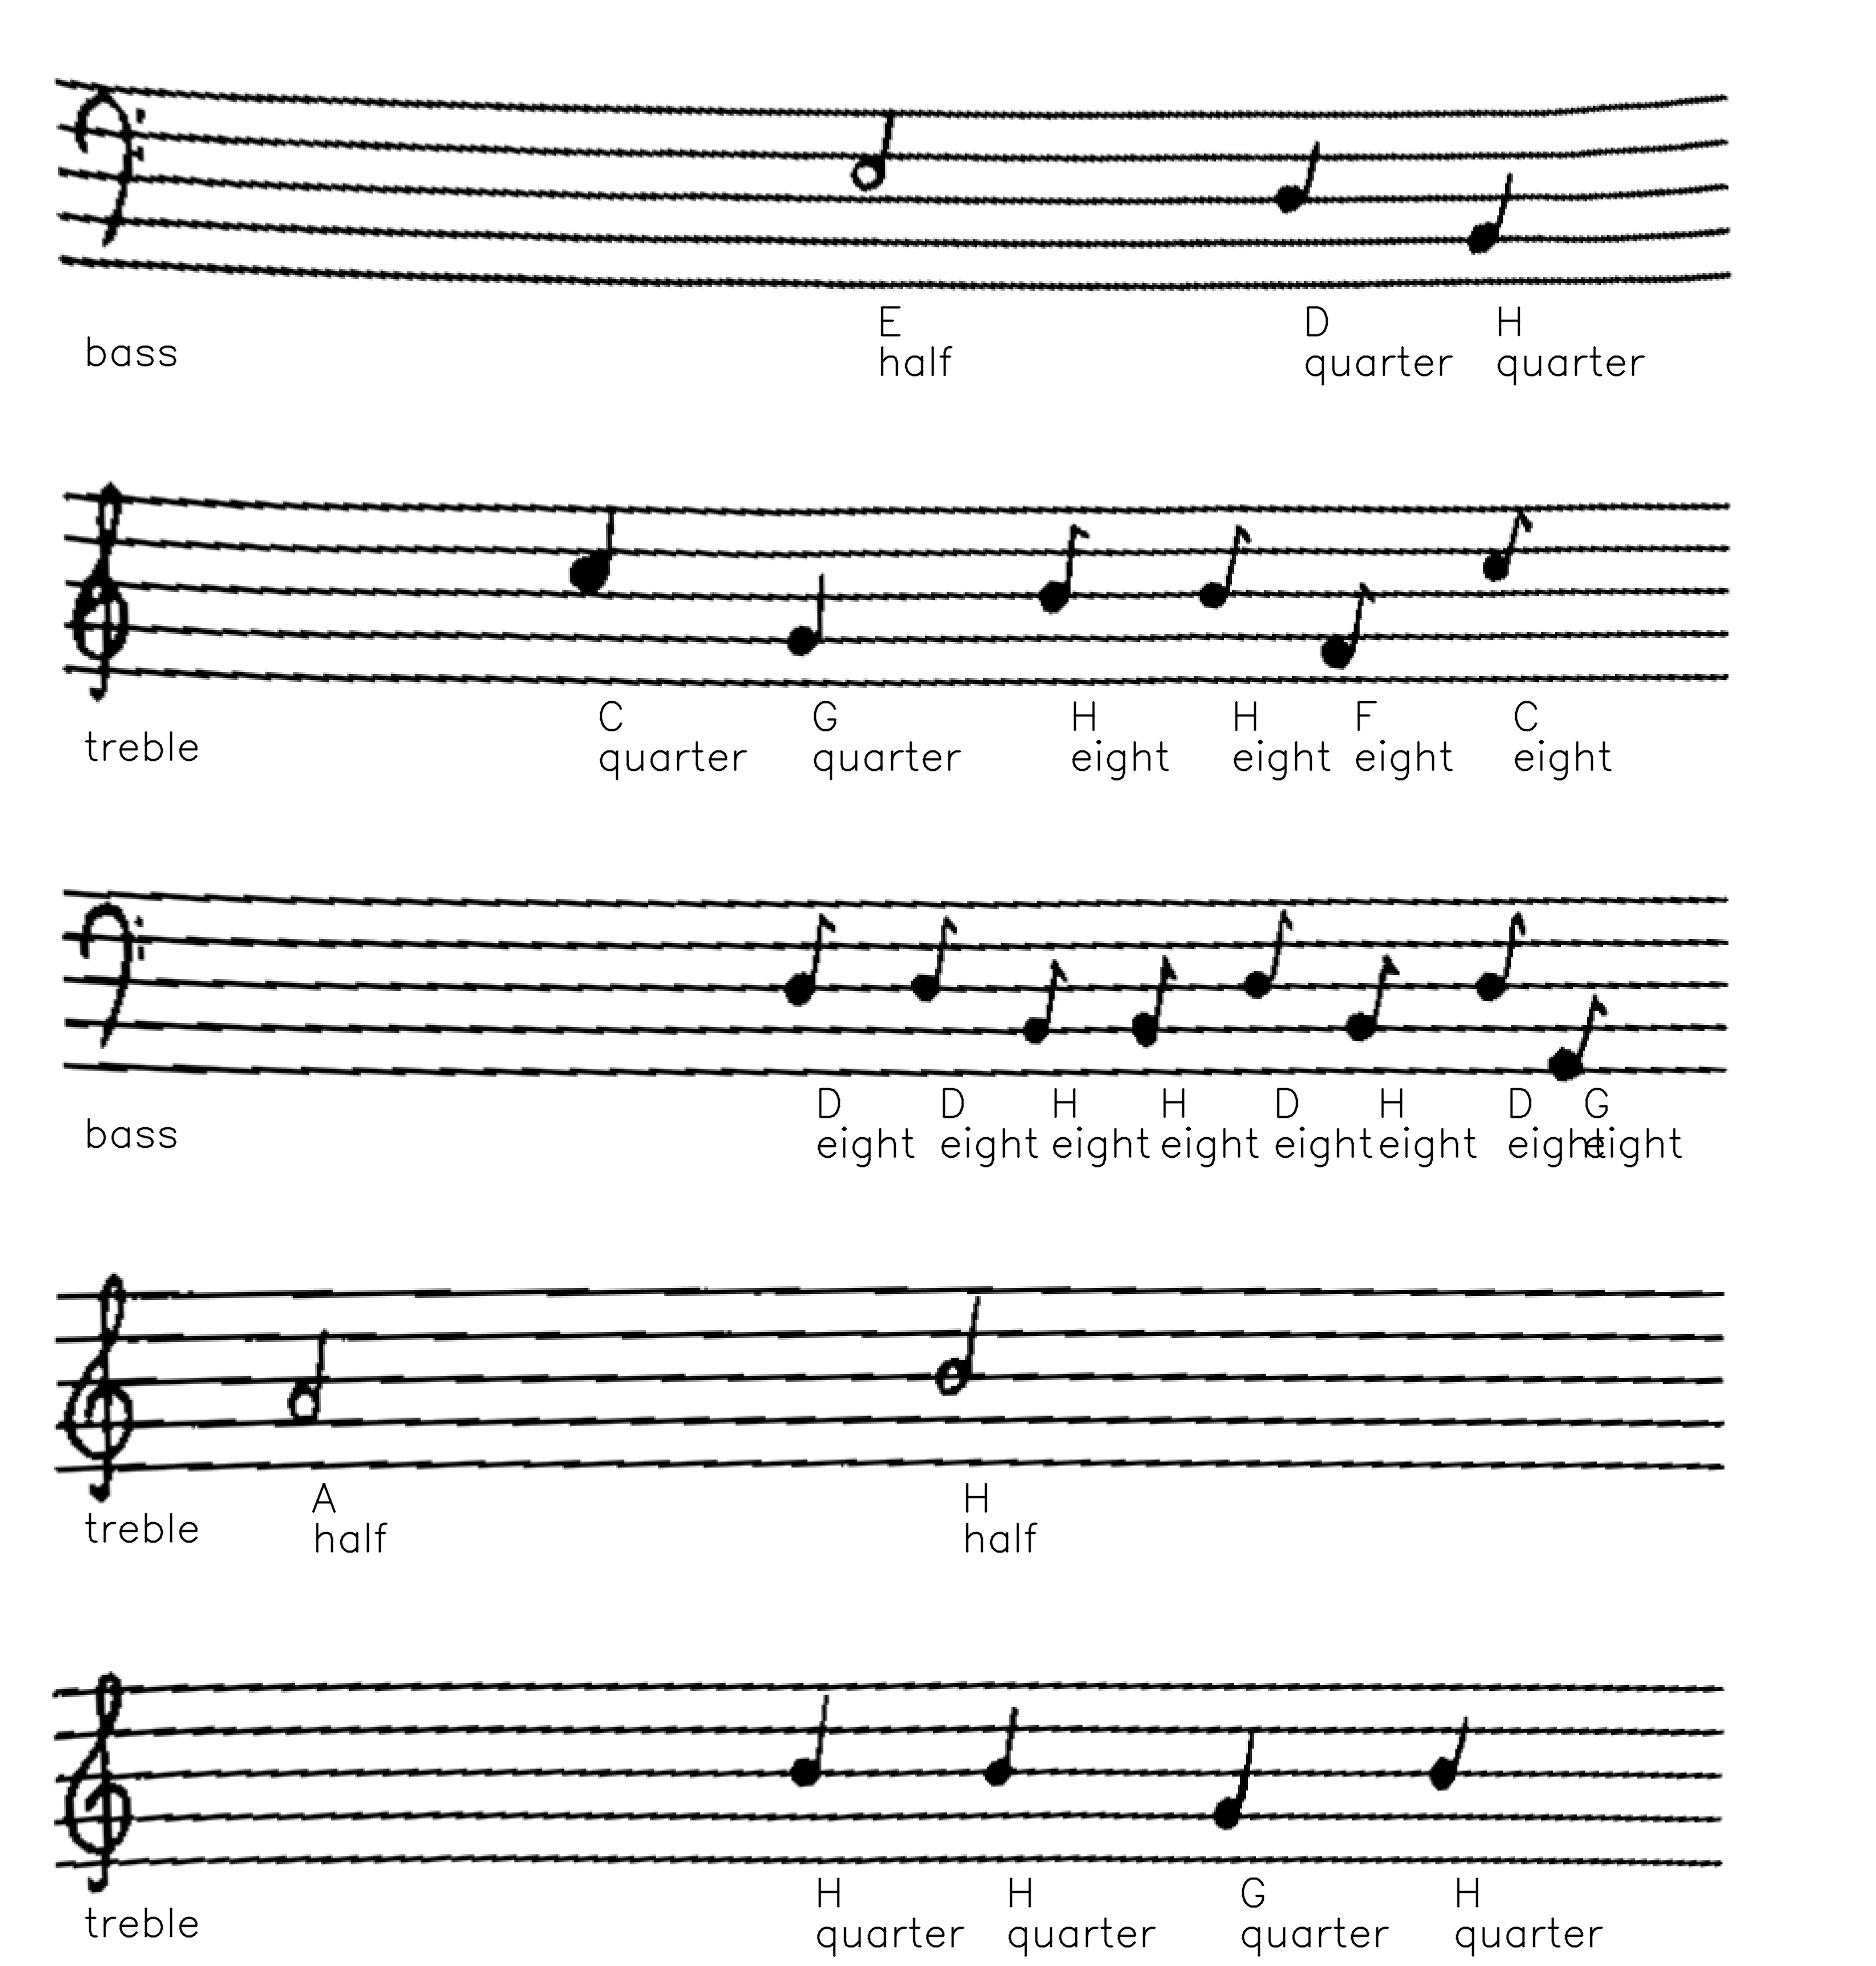 E D H
half quarter quarter
bass
C G H H F C
quarter quarter eight eight eight eight
treble
D D H H D H D G
eight eight eight eight eight eight eight eight
bass
A H
half half
treble
H H G H
quarter quarter quarter quarter
treble